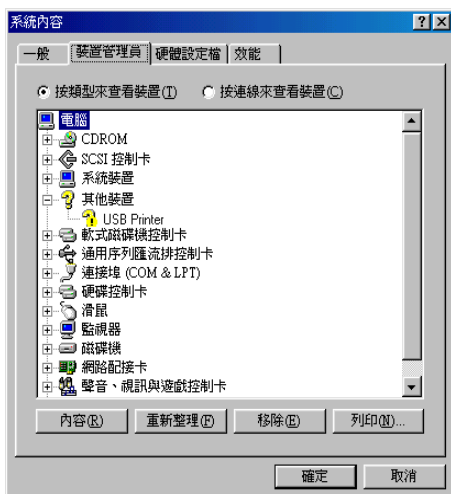 系統內容
一般 裝置管理員 硬體設定檔 效能
按類型來查看裝置(T) 按連線來查看裝置(C)
電腦
CDROM
SCSI 控制卡
系統裝置
其他裝置
USB Printer
軟式磁碟機控制卡
通用序列匯流排控制卡
連接埠 (COM & LPT)
硬碟控制卡
滑鼠
監視器
磁碟機
網路配接卡
聲音、視訊與遊戲控制卡
內容(R) 重新整理(F) 移除(E) 列印(N)...
確定 取消